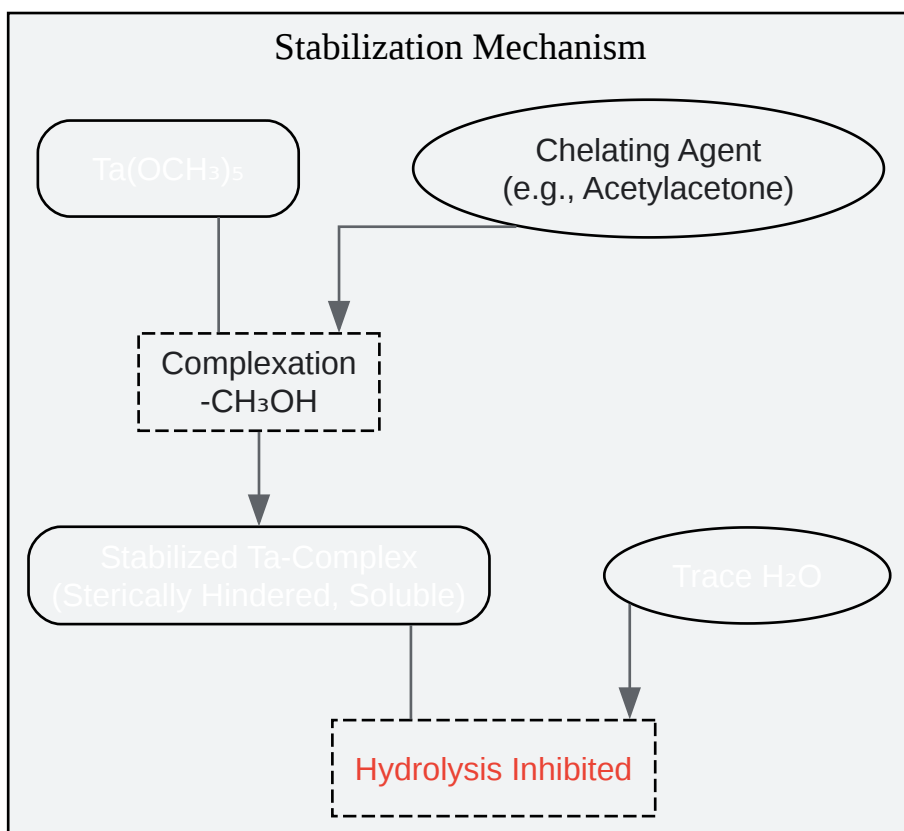 Stabilization Mechanism
Ta(OCH₃)₅
Chelating Agent
(e.g., Acetylacetone)
Complexation
-CH₃OH
Stabilized Ta-Complex
(Sterically Hindered, Soluble)
Trace H₂O
Hydrolysis Inhibited